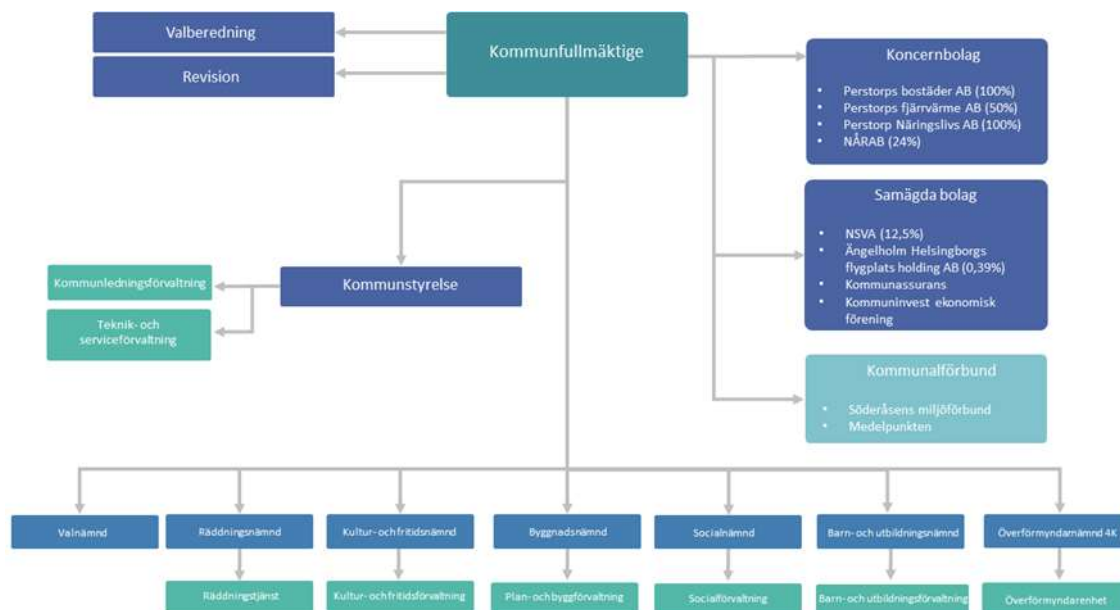 Valberedning
Revision
Kommunfullmäktige
Koncernbolag
• Perstorps bostäder AB (100%)
• Perstorps fjärrvärme AB (50%)
• Perstorp Näringslivs AB (100%)
• NÅRAB (24%)
Samägda bolag
• NSVA (12,5%)
• Ängelholm Helsingborgs
flygplats holding AB (0,39%)
• Kommunassurans
• Kommuninvest ekonomisk
förening
Kommunalförbund
• Söderåsens miljöförbund
• Medelpunkten
Kommunstyrelse
Kommunledningsförvaltning
Teknik- och
serviceförvaltning
Valnämnd
Räddningsnämnd
Kultur- och fritidsnämnd
Byggnadsnämnd
Socialnämnd
Barn- och utbildningsnämnd
Överförmyndarnämnd 4K
Räddningstjänst
Kultur- och fritidsförvaltning
Plan- och byggförvaltning
Socialförvaltning
Barn- och utbildningsförvaltning
Överförmyndarenhet